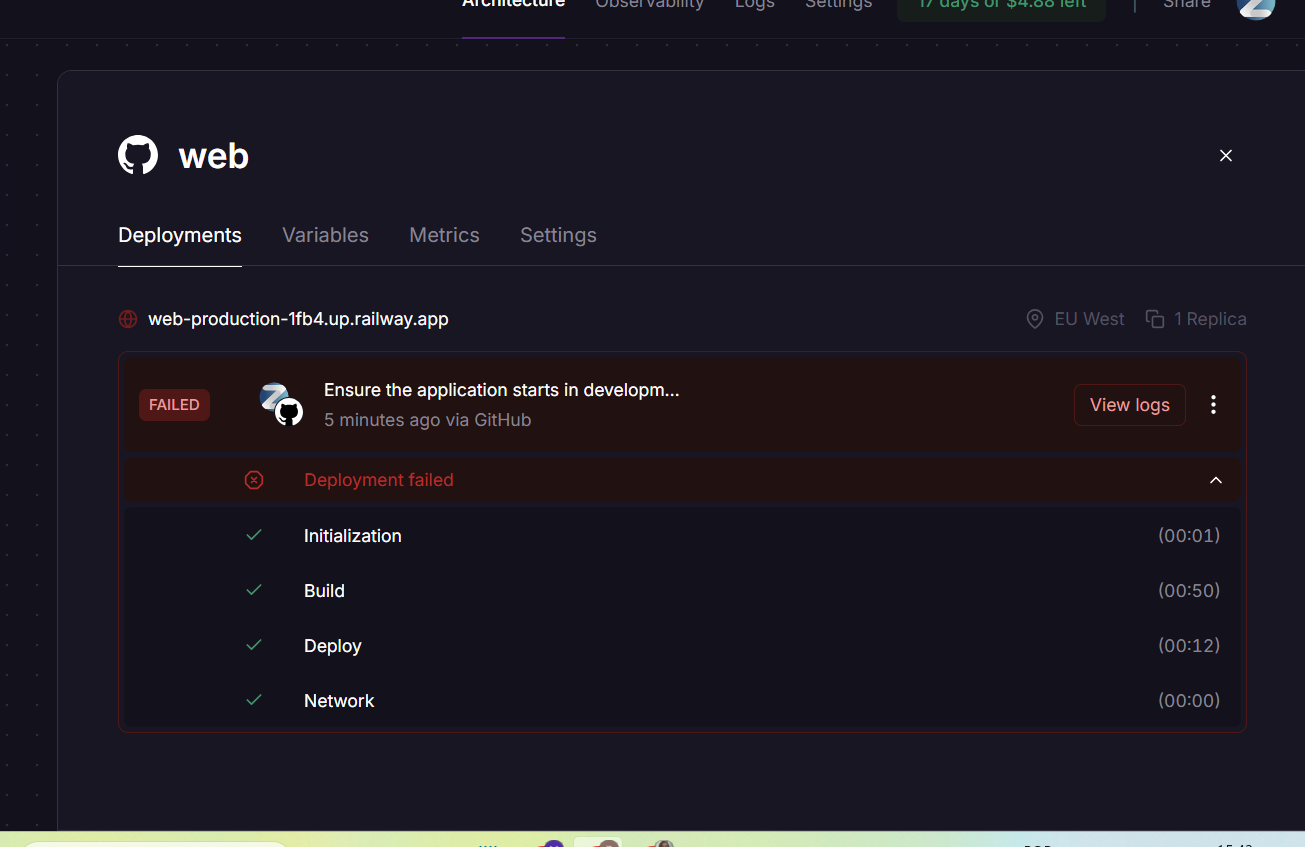 Architecture Observability Logs Settings 17 days or $4.88 left | Share
web
Deployments Variables Metrics Settings
web-production-1fb4.up.railway.app EU West 1 Replica
FAILED Ensure the application starts in developm... View logs
5 minutes ago via GitHub
Deployment failed
Initialization (00:01)
Build (00:50)
Deploy (00:12)
Network (00:00)